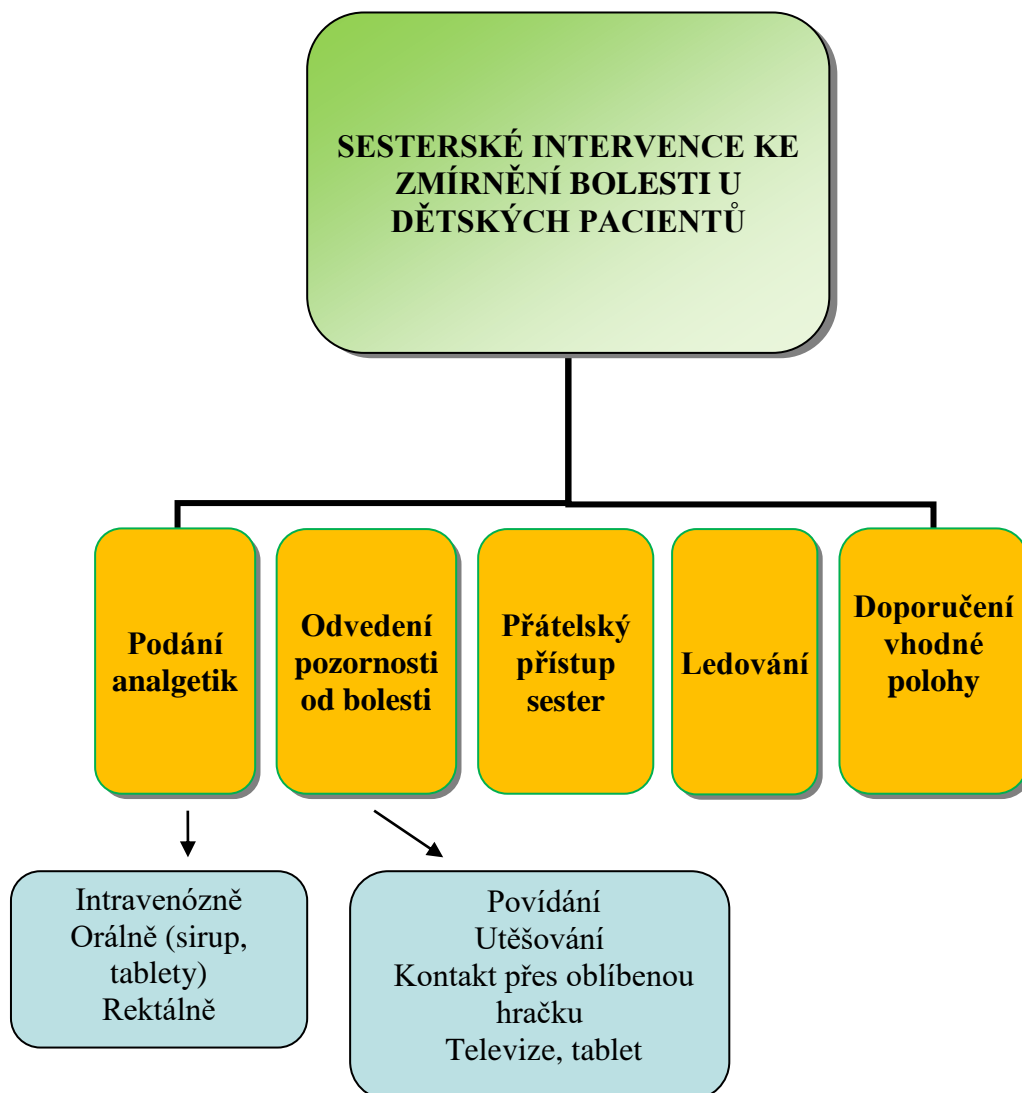 SESTERSKÉ INTERVENCE KE
ZMÍRNĚNÍ BOLESTI U
DĚTSKÝCH PACIENTŮ
Podání
analgetik
Odvedení
pozornosti
od bolesti
Přátelský
přístup
sester
Ledování
Doporučení
vhodné
polohy
Intravenózně
Orálně (sirup,
tablety)
Rektálně
Povídání
Utěšování
Kontakt přes oblíbenou
hračku
Televize, tablet